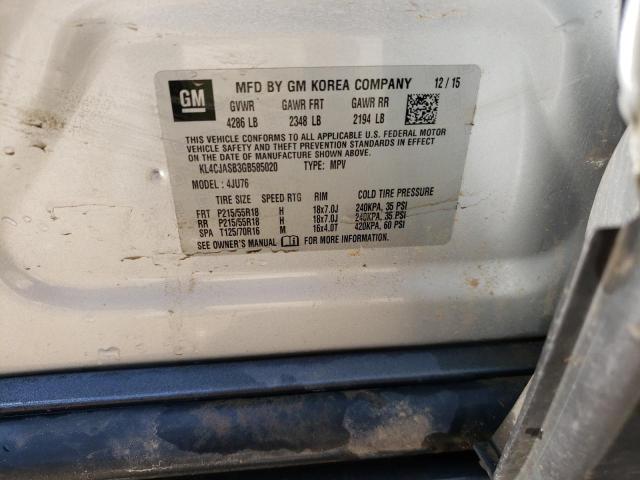 GM MFD BY GM KOREA COMPANY 12/15
GVWR GAWR FRT GAWR RR
4286 LB 2348 LB 2194 LB
THIS VEHICLE CONFORMS TO ALL APPLICABLE U.S. FEDERAL MOTOR
VEHICLE SAFETY AND THEFT PREVENTION STANDARDS IN
EFFECT ON THE DATE OF MANUFACTURE SHOWN ABOVE.
KL4CJASB3GB585020 TYPE: MPV
MODEL: 4JU76
TIRE SIZE SPEED RTG RIM COLD TIRE PRESSURE
FRT P215/55R18 H 18x7.0J 240KPA, 35 PSI
RR P215/55R18 H 18x7.0J 240KPA, 35 PSI
SPA T125/70R16 M 16x4.0T 420KPA, 60 PSI
SEE OWNER'S MANUAL FOR MORE INFORMATION.